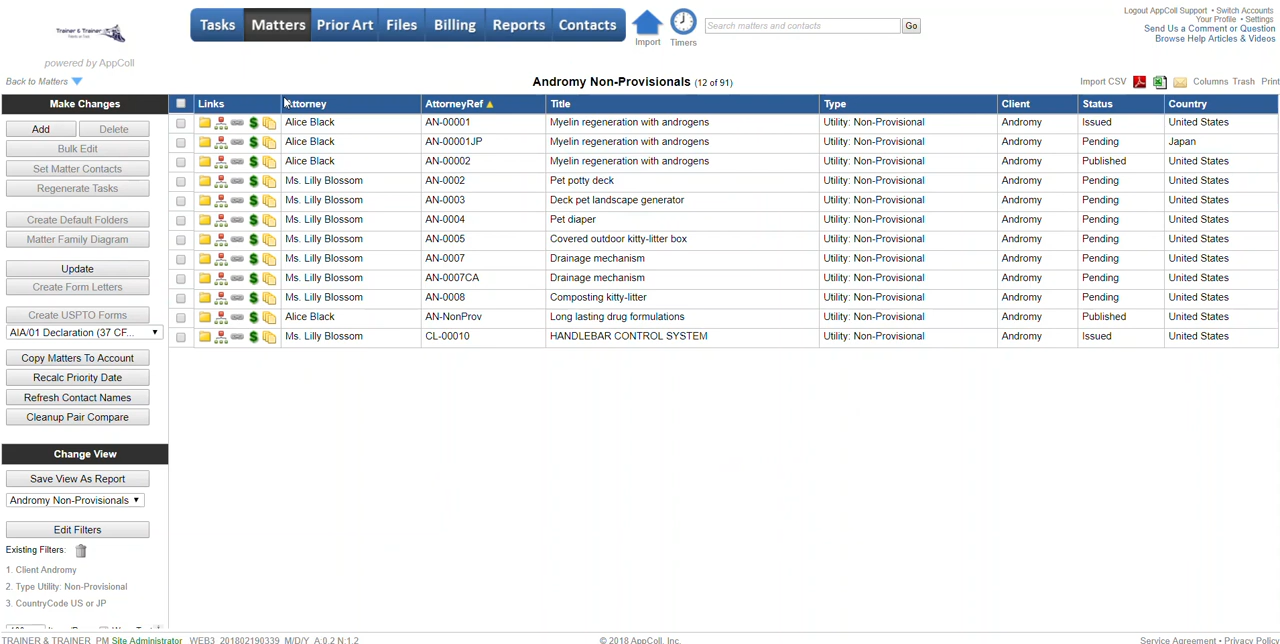 Tasks Matters Prior Art Files Billing Reports Contacts
Import Timers
Search matters and contacts Go
Logout AppColl Support • Switch Accounts
Your Profile • Settings
Send Us a Comment or Question
Browse Help Articles & Videos
Trainer & Trainer
powered by AppColl
Back to Matters
Andromy Non-Provisionals (12 of 91)
Import CSV Columns Trash Print
Make Changes
Add Delete
Bulk Edit
Set Matter Contacts
Regenerate Tasks
Create Default Folders
Matter Family Diagram
Update
Create Form Letters
Create USPTO Forms
AIA/01 Declaration (37 CF...
Copy Matters To Account
Recalc Priority Date
Refresh Contact Names
Cleanup Pair Compare
Change View
Save View As Report
Andromy Non-Provisionals
Edit Filters
Existing Filters:
1. Client Andromy
2. Type Utility: Non-Provisional
3. CountryCode US or JP
Links Attorney AttorneyRef Title Type Client Status Country
Alice Black AN-00001 Myelin regeneration with androgens Utility: Non-Provisional Andromy Issued United States
Alice Black AN-00001JP Myelin regeneration with androgens Utility: Non-Provisional Andromy Pending Japan
Alice Black AN-00002 Myelin regeneration with androgens Utility: Non-Provisional Andromy Published United States
Ms. Lilly Blossom AN-0002 Pet potty deck Utility: Non-Provisional Andromy Pending United States
Ms. Lilly Blossom AN-0003 Deck pet landscape generator Utility: Non-Provisional Andromy Pending United States
Ms. Lilly Blossom AN-0004 Pet diaper Utility: Non-Provisional Andromy Pending United States
Ms. Lilly Blossom AN-0005 Covered outdoor kitty-litter box Utility: Non-Provisional Andromy Pending United States
Ms. Lilly Blossom AN-0007 Drainage mechanism Utility: Non-Provisional Andromy Pending United States
Ms. Lilly Blossom AN-0007CA Drainage mechanism Utility: Non-Provisional Andromy Pending United States
Ms. Lilly Blossom AN-0008 Composting kitty-litter Utility: Non-Provisional Andromy Pending United States
Alice Black AN-NonProv Long lasting drug formulations Utility: Non-Provisional Andromy Published United States
Ms. Lilly Blossom CL-00010 HANDLEBAR CONTROL SYSTEM Utility: Non-Provisional Andromy Issued United States
TRAINER & TRAINER_PM Site Administrator WEB3_201802190339 M/D/Y A:0.2 N:1.2
© 2018 AppColl, Inc.
Service Agreement • Privacy Policy